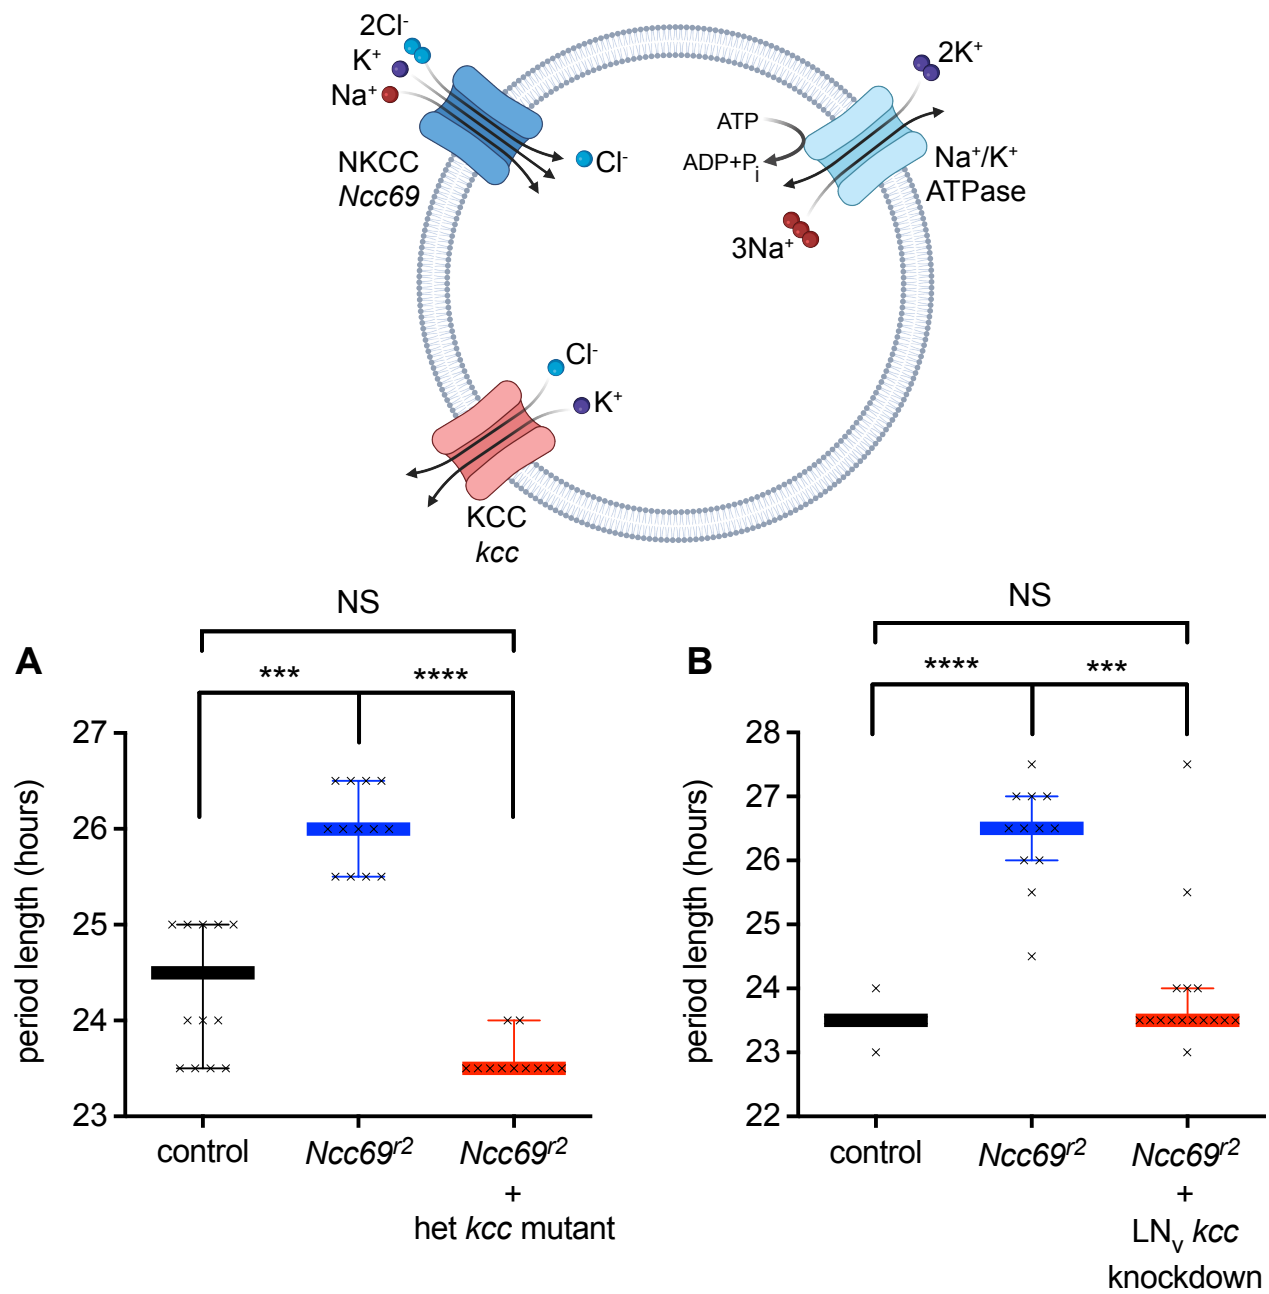 2Cl⁻
K⁺
Na⁺
NKCC
Ncc69
Cl⁻
2K⁺
ATP
ADP+Pᵢ
Na⁺/K⁺
ATPase
3Na⁺
Cl⁻
K⁺
KCC
kcc
A
NS
***
****
period length (hours)
27
26
25
24
23
control
Ncc69ʳ²
Ncc69ʳ²
+
het kcc mutant
B
NS
****
***
period length (hours)
28
27
26
25
24
23
22
control
Ncc69ʳ²
Ncc69ʳ²
+
LNᵥ kcc
knockdown